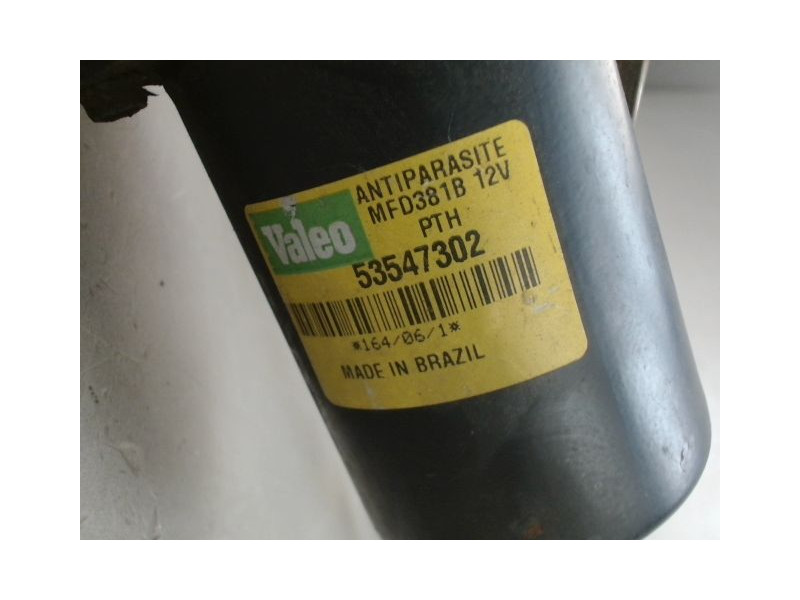 Valeo
ANTIPARASITE
MFD381B 12V
PTH
53547302
*164/06/1*
MADE IN BRAZIL